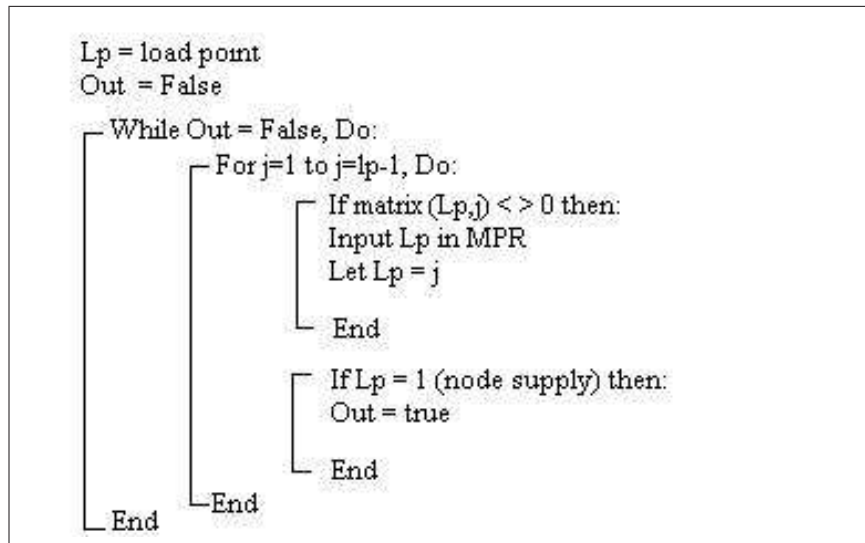 Lp = load point
Out = False
While Out = False, Do:
For j=1 to j=lp-1, Do:
If matrix (Lp,j) < > 0 then:
Input Lp in MPR
Let Lp = j
End
If Lp = 1 (node supply) then:
Out = true
End
End
End